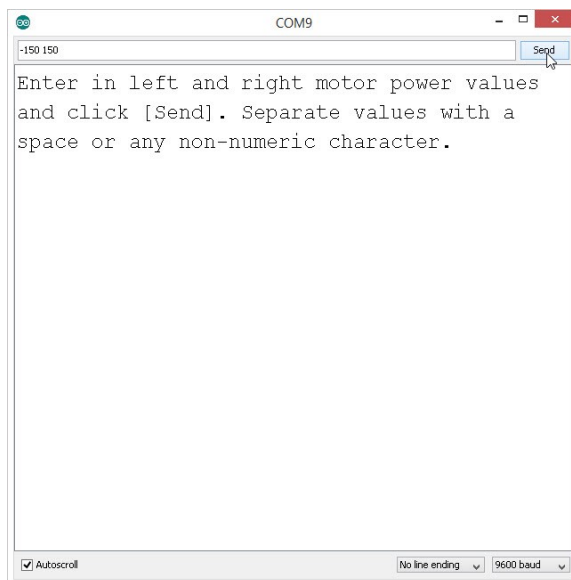 COM9
-150 150
Send
Enter in left and right motor power values
and click [Send]. Separate values with a
space or any non-numeric character.
Autoscroll
No line ending
9600 baud